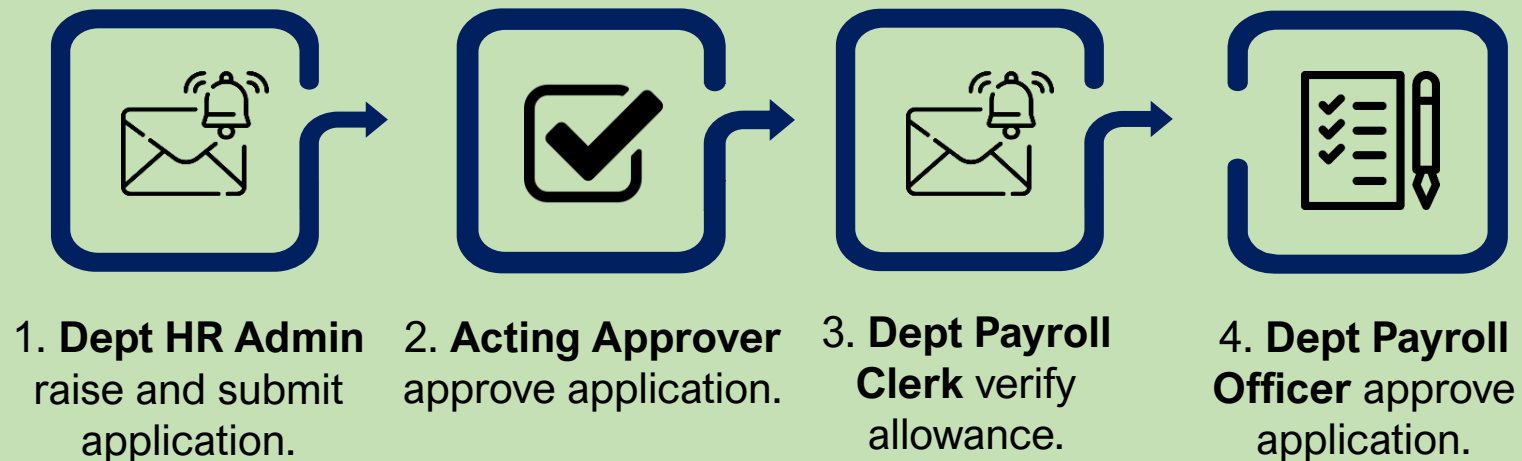 1. Dept HR Admin
raise and submit
application.
2. Acting Approver
approve application.
3. Dept Payroll
Clerk verify
allowance.
4. Dept Payroll
Officer approve
application.